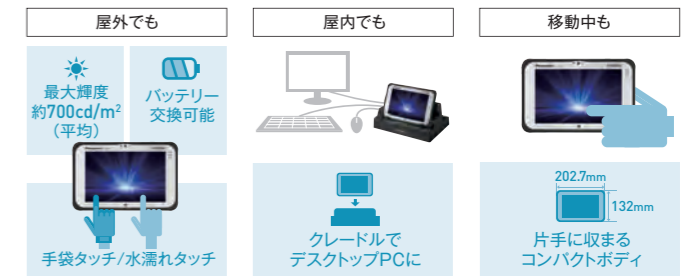 屋外でも
最大輝度
約700cd/m²
（平均）
バッテリー
交換可能
手袋タッチ/水濡れタッチ
屋内でも
クレードルで
デスクトップPCに
移動中も
202.7mm
132mm
片手に収まる
コンパクトボディ